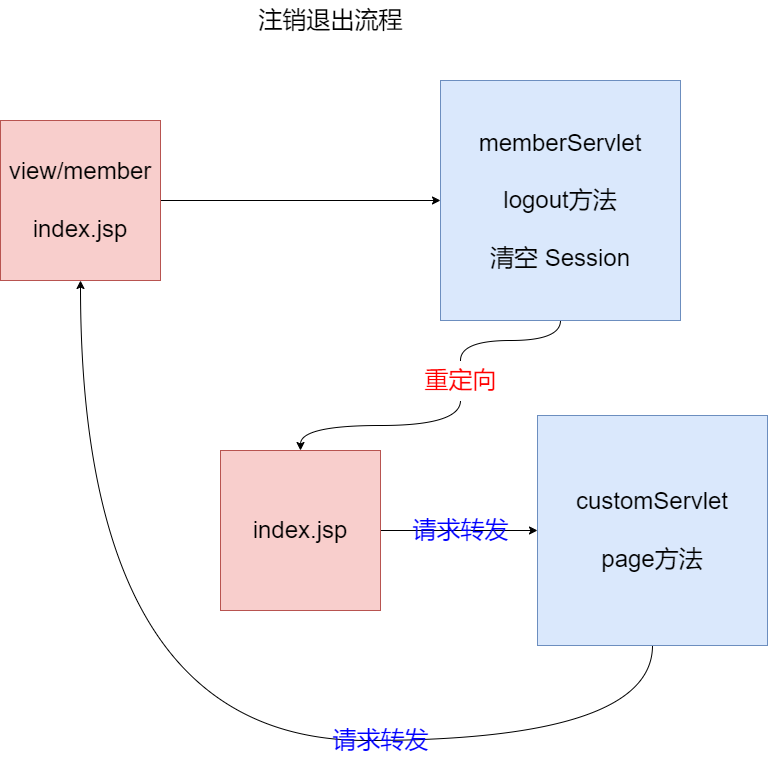 注销退出流程
view/member
index.jsp
memberServlet
logout方法
清空 Session
重定向
index.jsp
请求转发
customServlet
page方法
请求转发